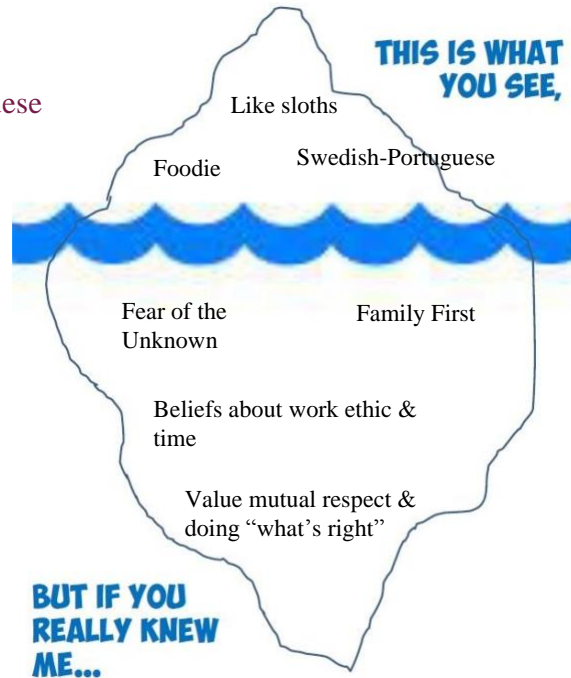 THIS IS WHAT
YOU SEE,
Like sloths
Foodie
Swedish-Portuguese
Fear of the
Unknown
Family First
Beliefs about work ethic &
time
Value mutual respect &
doing “what’s right”
BUT IF YOU
REALLY KNEW
ME...